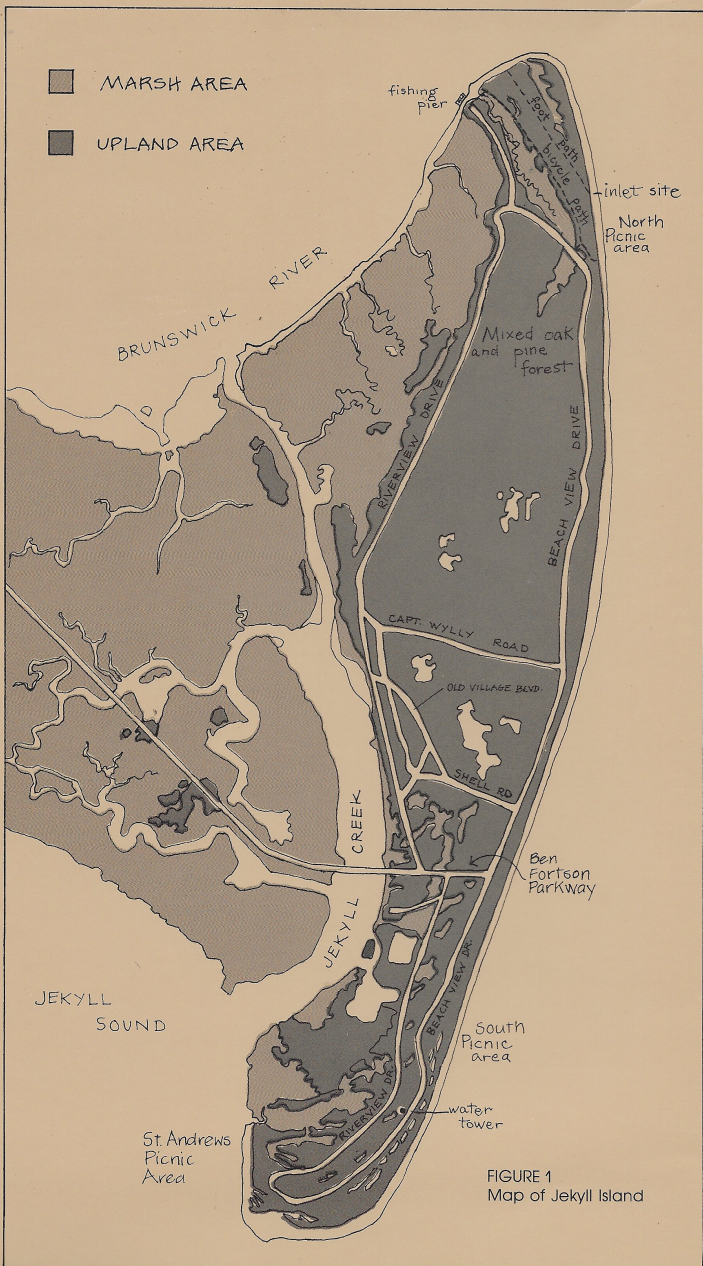 MARSH AREA
UPLAND AREA
fishing
pier
foot
path
bicycle
path
inlet site
North
Picnic
area
BRUNSWICK RIVER
Mixed oak
and pine
forest
RIVERVIEW DRIVE
BEACH VIEW DRIVE
CAPT. WYLLY ROAD
OLD VILLAGE BLVD.
SHELL RD
JEKYLL CREEK
Ben
Fortson
Parkway
JEKYLL
SOUND
BEACH VIEW DR.
South
Picnic
area
RIVERVIEW DR.
water
tower
St. Andrews
Picnic
Area
FIGURE 1
Map of Jekyll Island